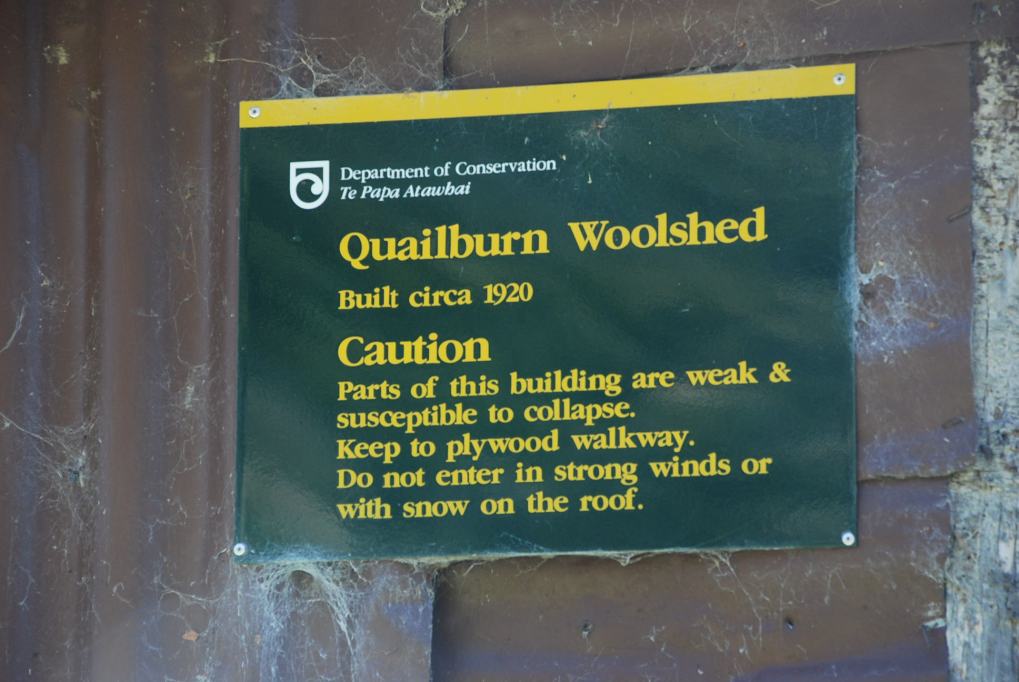 Department of Conservation
Te Papa Atawhai
Quailburn Woolshed
Built circa 1920
Caution
Parts of this building are weak &
susceptible to collapse.
Keep to plywood walkway.
Do not enter in strong winds or
with snow on the roof.